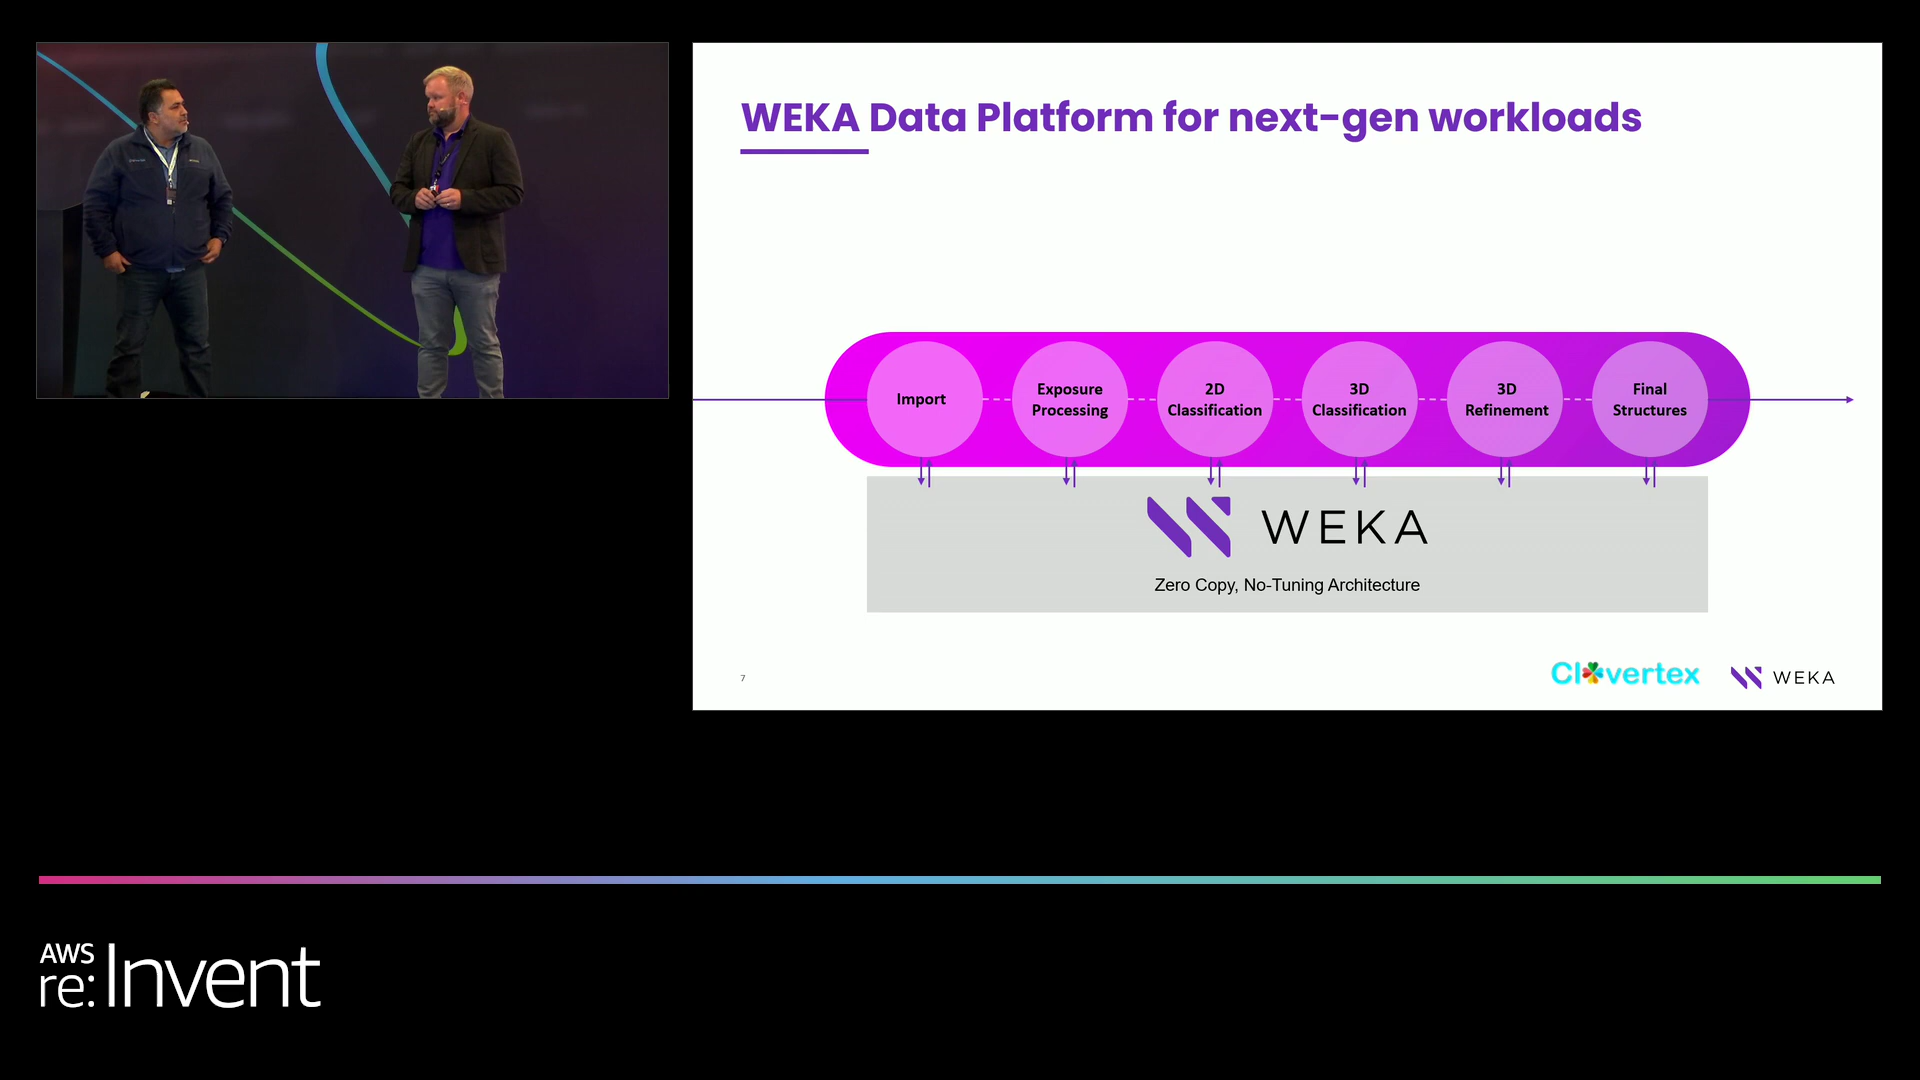 WEKA Data Platform for next-gen workloads
Import
Exposure
Processing
2D
Classification
3D
Classification
3D
Refinement
Final
Structures
WEKA
Zero Copy, No-Tuning Architecture
7
Clovertex
WEKA
AWS
re:Invent